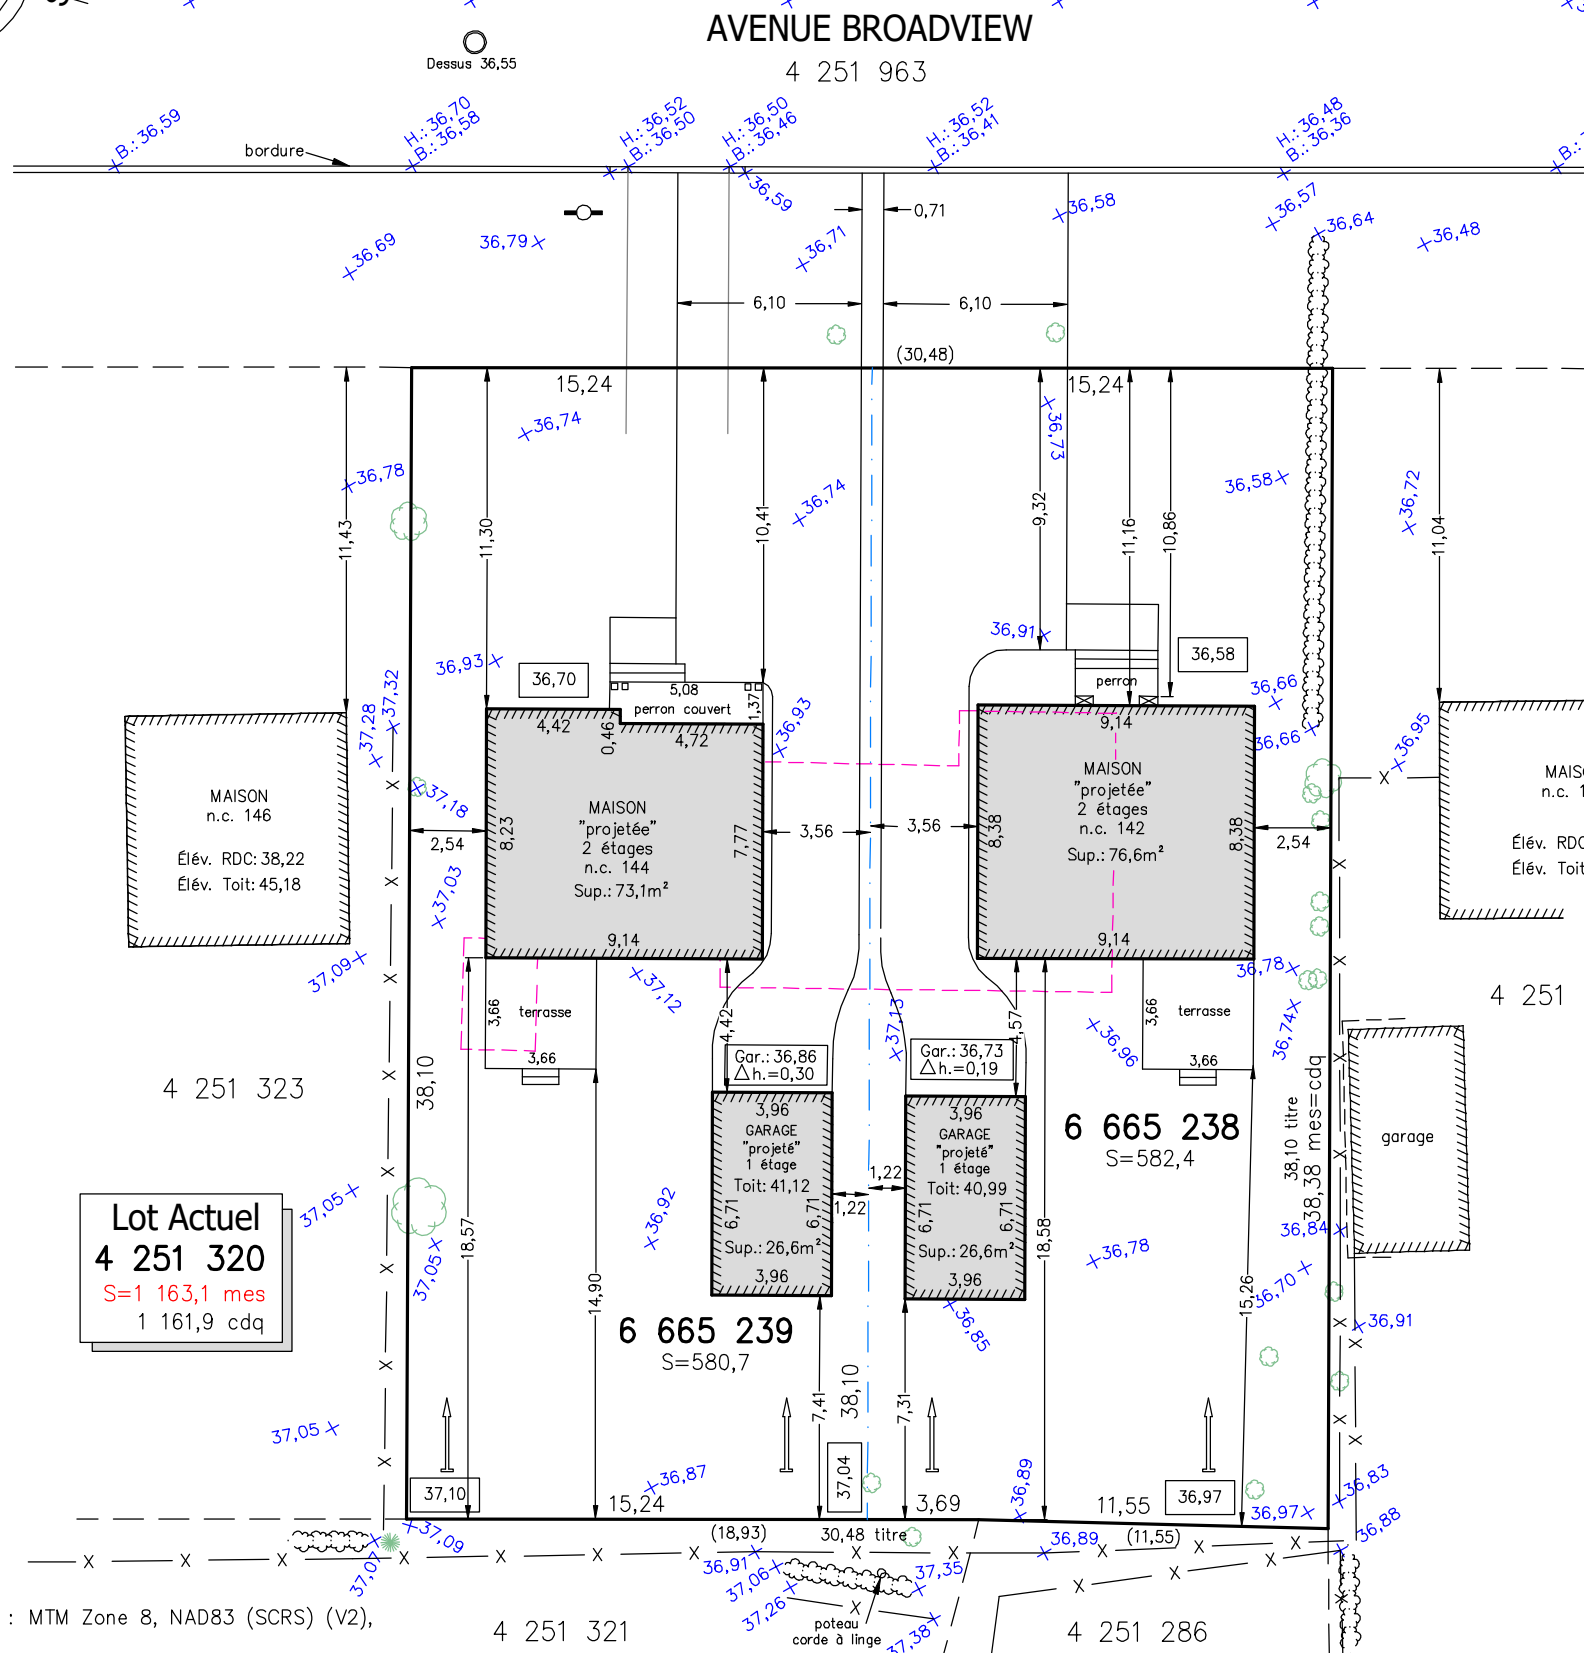 AVENUE BROADVIEW
4 251 963
Dessus 36,55
bordure
B.: 36,59
H.: 36,70
B.: 36,58
H.: 36,52
B.: 36,50
H.: 36,50
B.: 36,46
H.: 36,52
B.: 36,41
H.: 36,48
B.: 36,36
B.:
36,59
0,71
36,58
36,57
36,64
36,48
36,69
36,79
36,71
6,10
6,10
(30,48)
15,24
15,24
36,74
36,73
36,78
36,58
36,72
36,74
11,43
11,30
10,41
9,32
11,16
10,86
11,04
36,93
36,70
36,91
36,58
37,32
37,28
5,08
perron couvert
1,37
perron
36,66
36,93
4,42
0,46
4,72
9,14
36,66
36,95
37,18
MAISON
n.c. 146
Élév. RDC: 38,22
Élév. Toit: 45,18
2,54
8,23
MAISON
"projetée"
2 étages
n.c. 144
Sup.: 73,1m²
7,77
9,14
3,56
3,56
8,38
MAISON
"projetée"
2 étages
n.c. 142
Sup.: 76,6m²
8,38
9,14
2,54
MAIS
n.c. 1
Élév. RD
Élév. Toit
37,03
37,09
37,12
36,78
4 251
3,66
terrasse
3,66
4,42
37,13
4,57
36,96
3,66
terrasse
3,66
36,74
Gar.: 36,86
△h.=0,30
Gar.: 36,73
△h.=0,19
4 251 323
38,10
3,96
GARAGE
"projeté"
1 étage
Toit: 41,12
6,71
6,71
Sup.: 26,6m²
3,96
1,22
1,22
3,96
GARAGE
"projeté"
1 étage
Toit: 40,99
6,71
6,71
Sup.: 26,6m²
3,96
6 665 238
S=582,4
38,10 titre
38,38 mes=cdq
garage
37,05
36,92
36,84
Lot Actuel
4 251 320
S=1 163,1 mes
1 161,9 cdq
18,57
37,05
14,90
18,58
36,78
36,70
15,26
36,85
36,91
6 665 239
S=580,7
37,05
7,41
38,10
7,31
37,10
36,87
37,04
36,89
36,97
36,83
15,24
3,69
11,55
36,97
37,09
(18,93)
30,48 titre
36,89
(11,55)
36,88
37,07
36,91
37,06
37,35
37,26
poteau
corde à linge
37,38
: MTM Zone 8, NAD83 (SCRS) (V2),
4 251 321
4 251 286